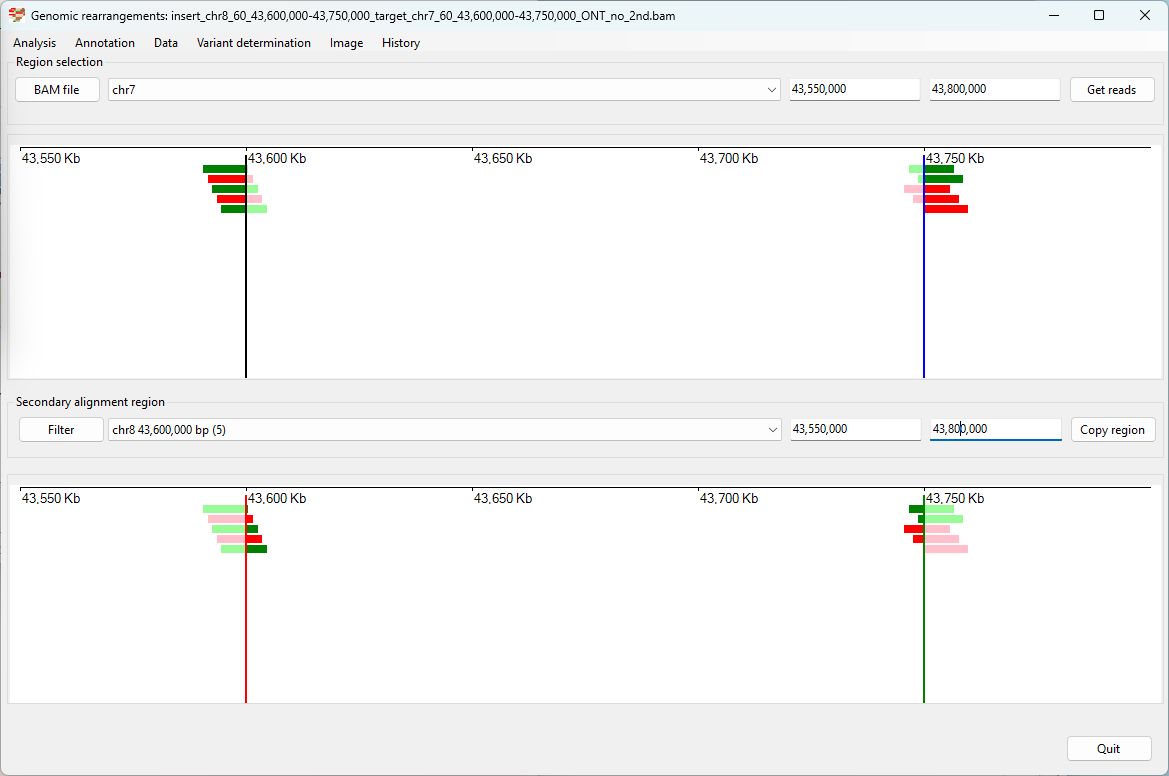 Genomic rearrangements: insert_chr8_60_43,600,000-43,750,000_target_chr7_60_43,600,000-43,750,000_ONT_no_2nd.bam
Analysis Annotation Data Variant determination Image History
Region selection
BAM file chr7 43,550,000 43,800,000 Get reads
43,550 Kb 43,600 Kb 43,650 Kb 43,700 Kb 43,750 Kb
Secondary alignment region
Filter chr8 43,600,000 bp (5) 43,550,000 43,800,000 Copy region
43,550 Kb 43,600 Kb 43,650 Kb 43,700 Kb 43,750 Kb
Quit